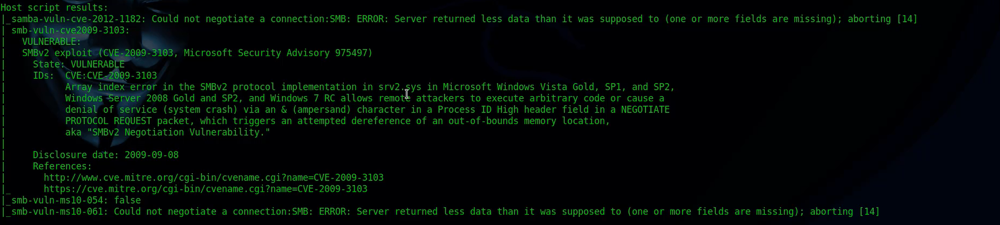 Host script results:
|_samba-vuln-cve-2012-1182: Could not negotiate a connection:SMB: ERROR: Server returned less data than it was supposed to (one or more fields are missing); aborting [14]
| smb-vuln-cve2009-3103:
|   VULNERABLE:
|   SMBv2 exploit (CVE-2009-3103, Microsoft Security Advisory 975497)
|     State: VULNERABLE
|     IDs:  CVE:CVE-2009-3103
|           Array index error in the SMBv2 protocol implementation in srv2.sys in Microsoft Windows Vista Gold, SP1, and SP2,
|           Windows Server 2008 Gold and SP2, and Windows 7 RC allows remote attackers to execute arbitrary code or cause a
|           denial of service (system crash) via an & (ampersand) character in a Process ID High header field in a NEGOTIATE
|           PROTOCOL REQUEST packet, which triggers an attempted dereference of an out-of-bounds memory location,
|           aka "SMBv2 Negotiation Vulnerability."
|
|     Disclosure date: 2009-09-08
|     References:
|       http://www.cve.mitre.org/cgi-bin/cvename.cgi?name=CVE-2009-3103
|_      https://cve.mitre.org/cgi-bin/cvename.cgi?name=CVE-2009-3103
|_smb-vuln-ms10-054: false
|_smb-vuln-ms10-061: Could not negotiate a connection:SMB: ERROR: Server returned less data than it was supposed to (one or more fields are missing); aborting [14]